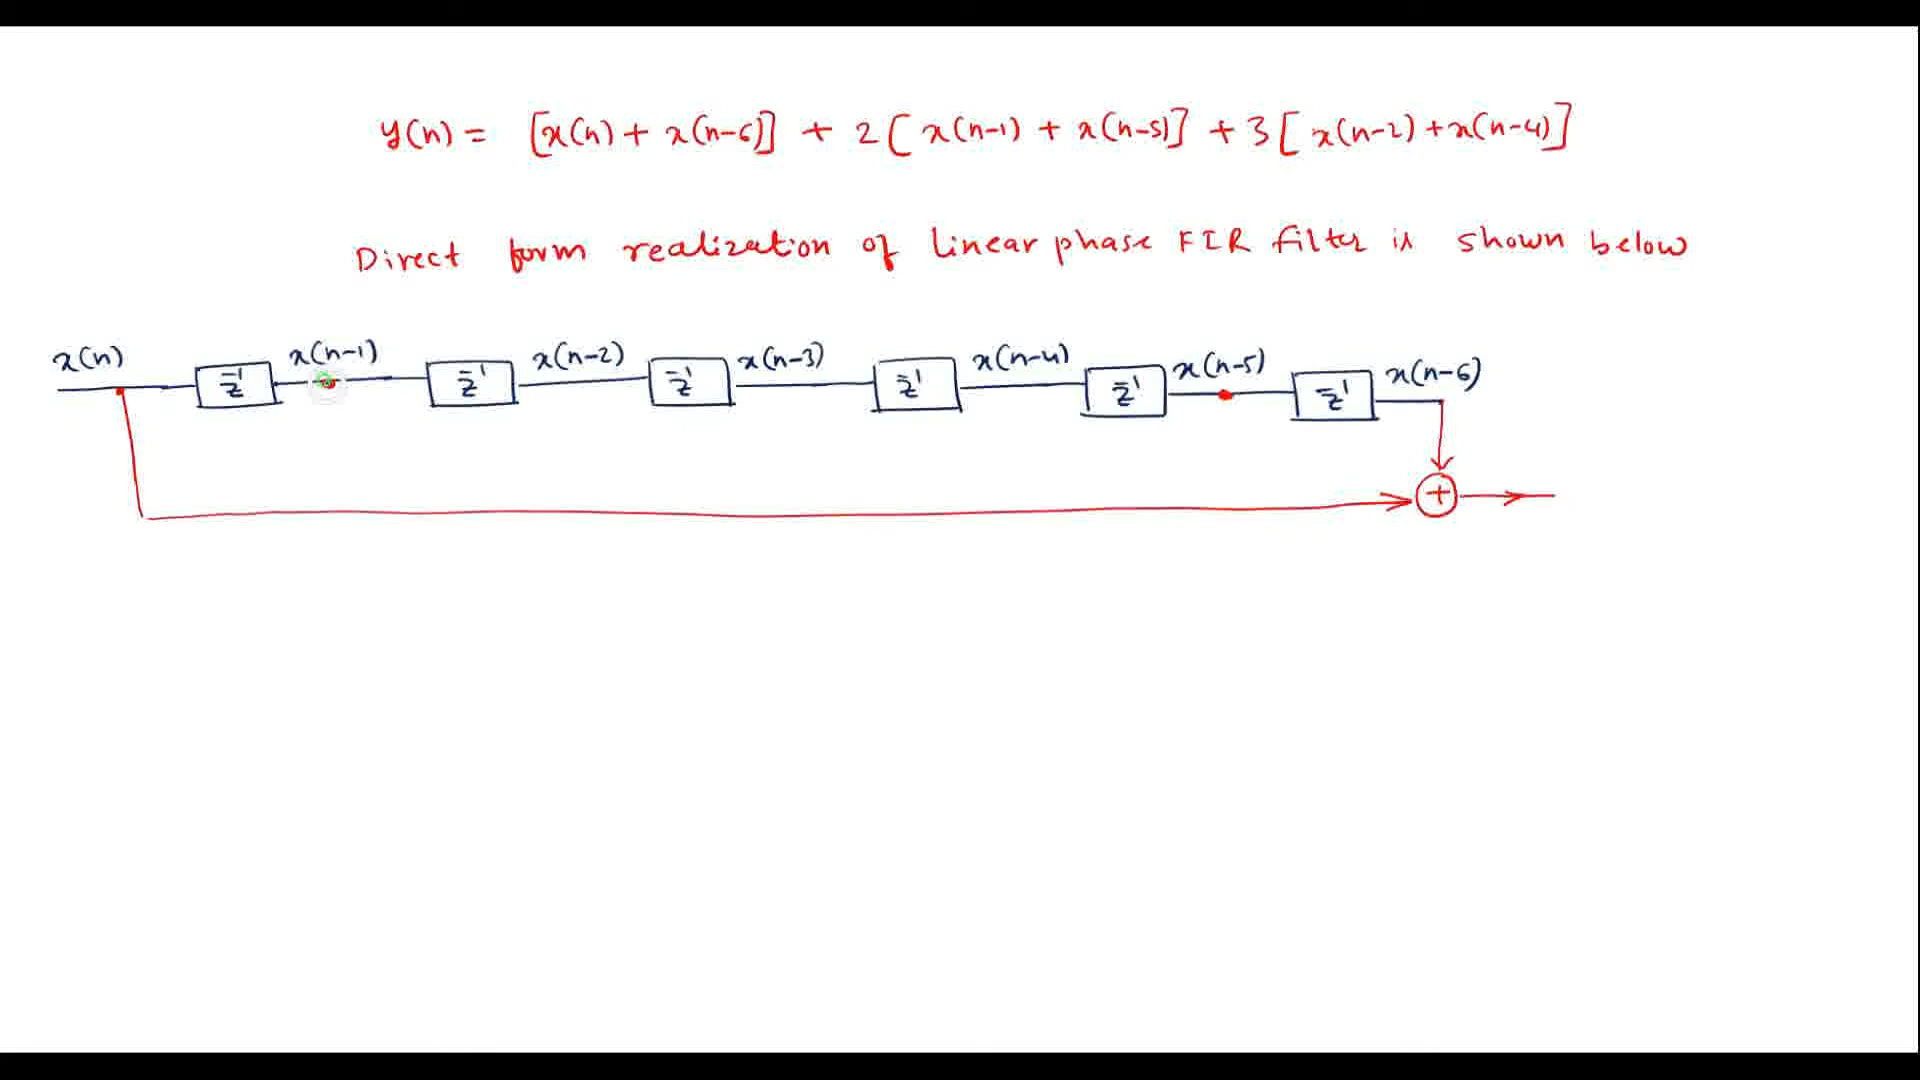 y(n) = [x(n) + x(n-6)] + 2[x(n-1) + x(n-5)] + 3[x(n-2) + x(n-4)]
Direct form realization of linear phase FIR filter is shown below
x(n) x(n-1) x(n-2) x(n-3) x(n-4) x(n-5) x(n-6)
z⁻¹ z⁻¹ z⁻¹ z⁻¹ z⁻¹ z⁻¹
+